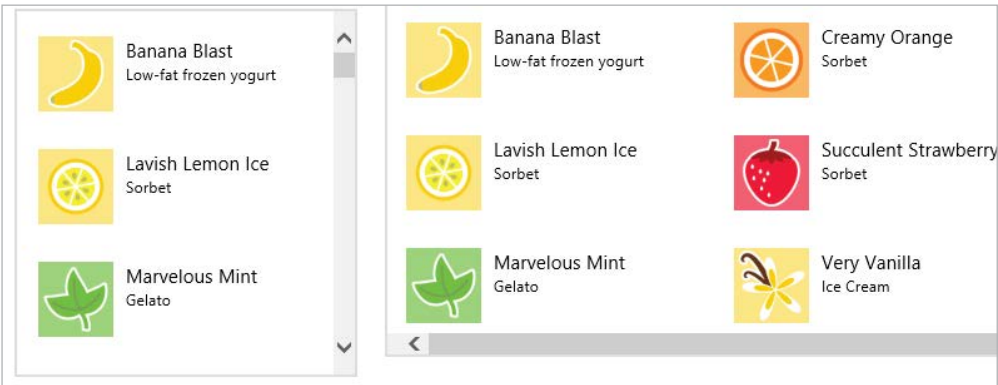 Banana Blast
Low-fat frozen yogurt
Lavish Lemon Ice
Sorbet
Marvelous Mint
Gelato
Banana Blast
Low-fat frozen yogurt
Lavish Lemon Ice
Sorbet
Marvelous Mint
Gelato
Creamy Orange
Sorbet
Succulent Strawberry
Sorbet
Very Vanilla
Ice Cream